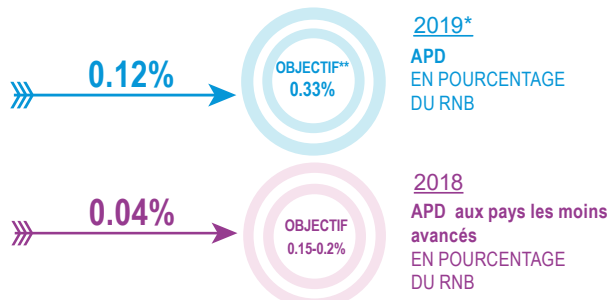 0.12%
OBJECTIF**
0.33%
2019*
APD
EN POURCENTAGE
DU RNB
0.04%
OBJECTIF
0.15-0.2%
2018
APD aux pays les moins
avancés
EN POURCENTAGE
DU RNB